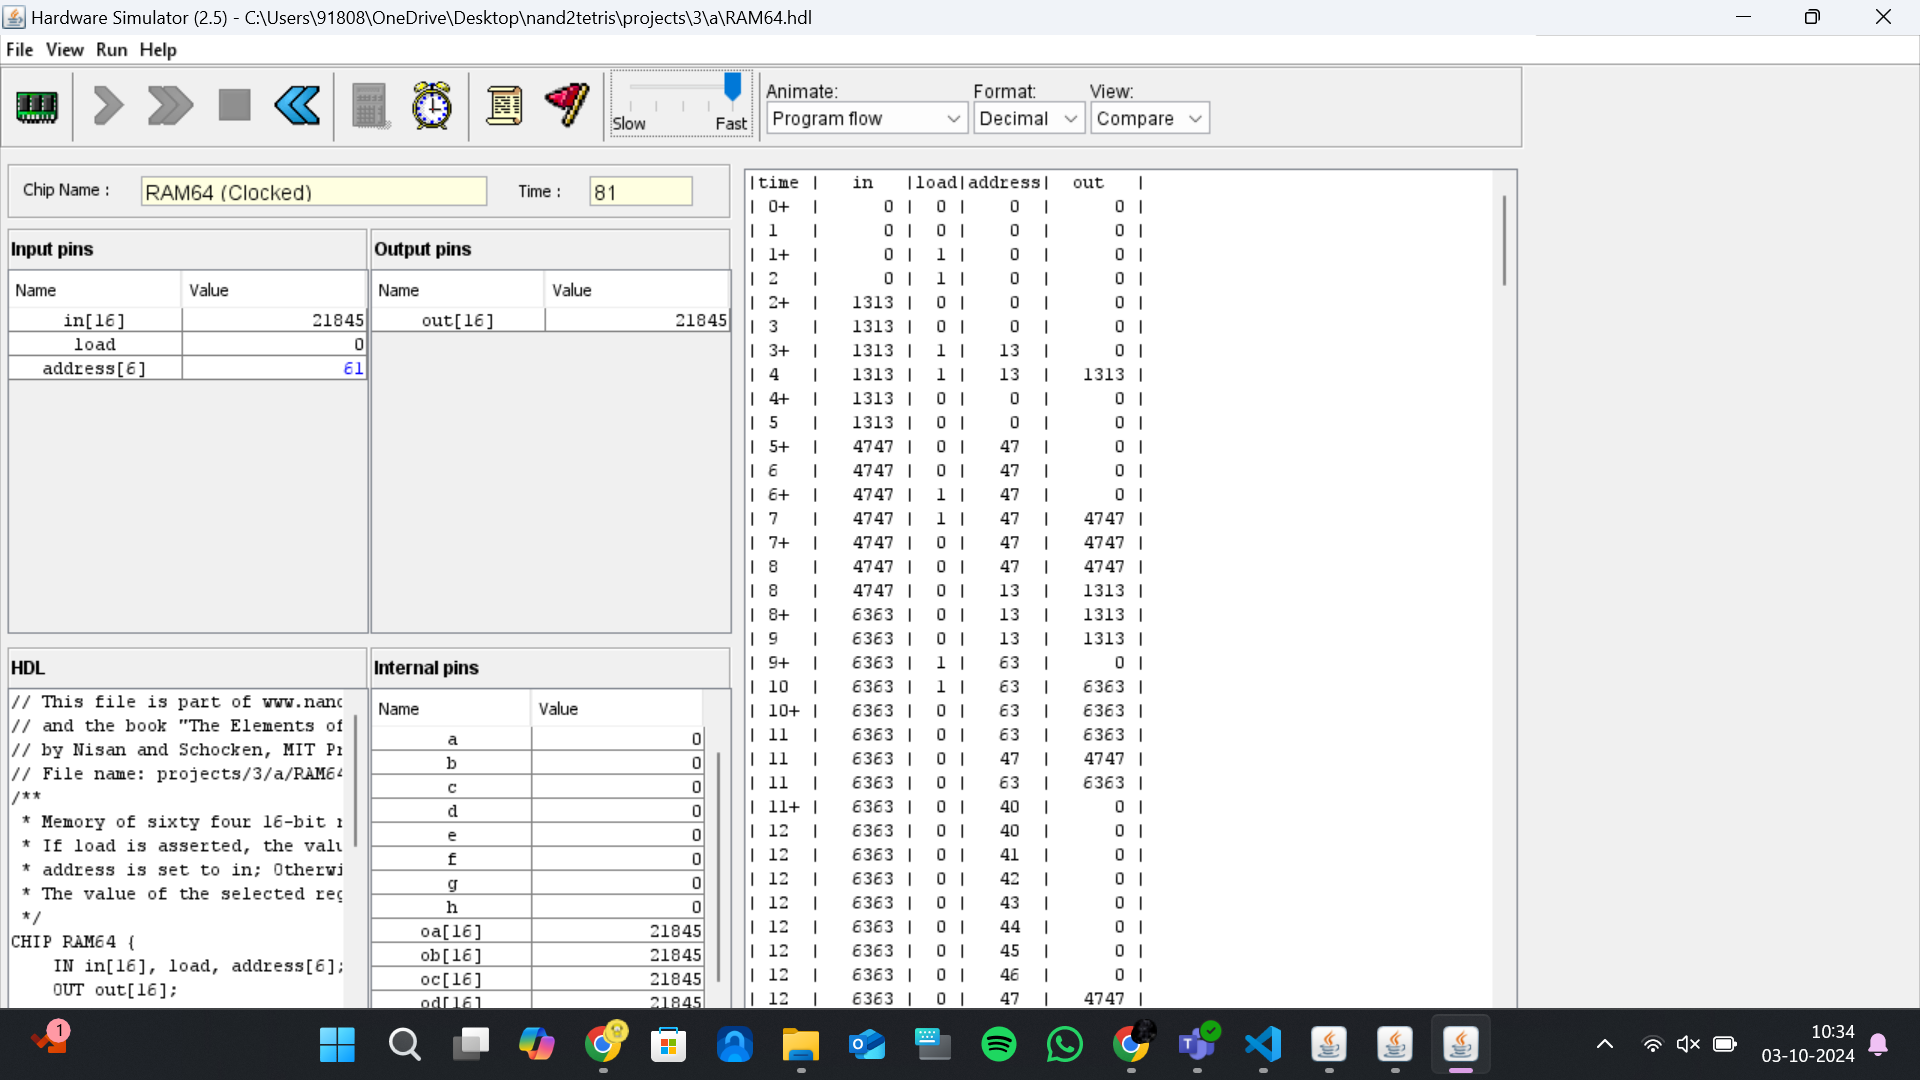 Hardware Simulator (2.5) - C:\Users\91808\OneDrive\Desktop\nand2tetris\projects\3\a\RAM64.hdl
File View Run Help
Slow Fast
Animate: Format: View:
Program flow Decimal Compare
Chip Name : RAM64 (Clocked) Time : 81
Input pins
Name Value
in[16] 21845
load 0
address[6] 61
Output pins
Name Value
out[16] 21845
HDL
// This file is part of www.nand
// and the book "The Elements of
// by Nisan and Schocken, MIT Pr
// File name: projects/3/a/RAM64
/**
* Memory of sixty four 16-bit r
* If load is asserted, the valu
* address is set to in; Otherwi
* The value of the selected reg
*/
CHIP RAM64 {
IN in[16], load, address[6];
OUT out[16];
Internal pins
Name Value
a 0
b 0
c 0
d 0
e 0
f 0
g 0
h 0
oa[16] 21845
ob[16] 21845
oc[16] 21845
od[16] 21845
|time | in |load|address| out |
| 0+ | 0 | 0 | 0 | 0 |
| 1 | 0 | 0 | 0 | 0 |
| 1+ | 0 | 1 | 0 | 0 |
| 2 | 0 | 1 | 0 | 0 |
| 2+ | 1313 | 0 | 0 | 0 |
| 3 | 1313 | 0 | 0 | 0 |
| 3+ | 1313 | 1 | 13 | 0 |
| 4 | 1313 | 1 | 13 | 1313 |
| 4+ | 1313 | 0 | 0 | 0 |
| 5 | 1313 | 0 | 0 | 0 |
| 5+ | 4747 | 0 | 47 | 0 |
| 6 | 4747 | 0 | 47 | 0 |
| 6+ | 4747 | 1 | 47 | 0 |
| 7 | 4747 | 1 | 47 | 4747 |
| 7+ | 4747 | 0 | 47 | 4747 |
| 8 | 4747 | 0 | 47 | 4747 |
| 8 | 4747 | 0 | 13 | 1313 |
| 8+ | 6363 | 0 | 13 | 1313 |
| 9 | 6363 | 0 | 13 | 1313 |
| 9+ | 6363 | 1 | 63 | 0 |
| 10 | 6363 | 1 | 63 | 6363 |
| 10+ | 6363 | 0 | 63 | 6363 |
| 11 | 6363 | 0 | 63 | 6363 |
| 11 | 6363 | 0 | 47 | 4747 |
| 11 | 6363 | 0 | 63 | 6363 |
| 11+ | 6363 | 0 | 40 | 0 |
| 12 | 6363 | 0 | 40 | 0 |
| 12 | 6363 | 0 | 41 | 0 |
| 12 | 6363 | 0 | 42 | 0 |
| 12 | 6363 | 0 | 43 | 0 |
| 12 | 6363 | 0 | 44 | 0 |
| 12 | 6363 | 0 | 45 | 0 |
| 12 | 6363 | 0 | 46 | 0 |
| 12 | 6363 | 0 | 47 | 4747 |
1
10:34
03-10-2024